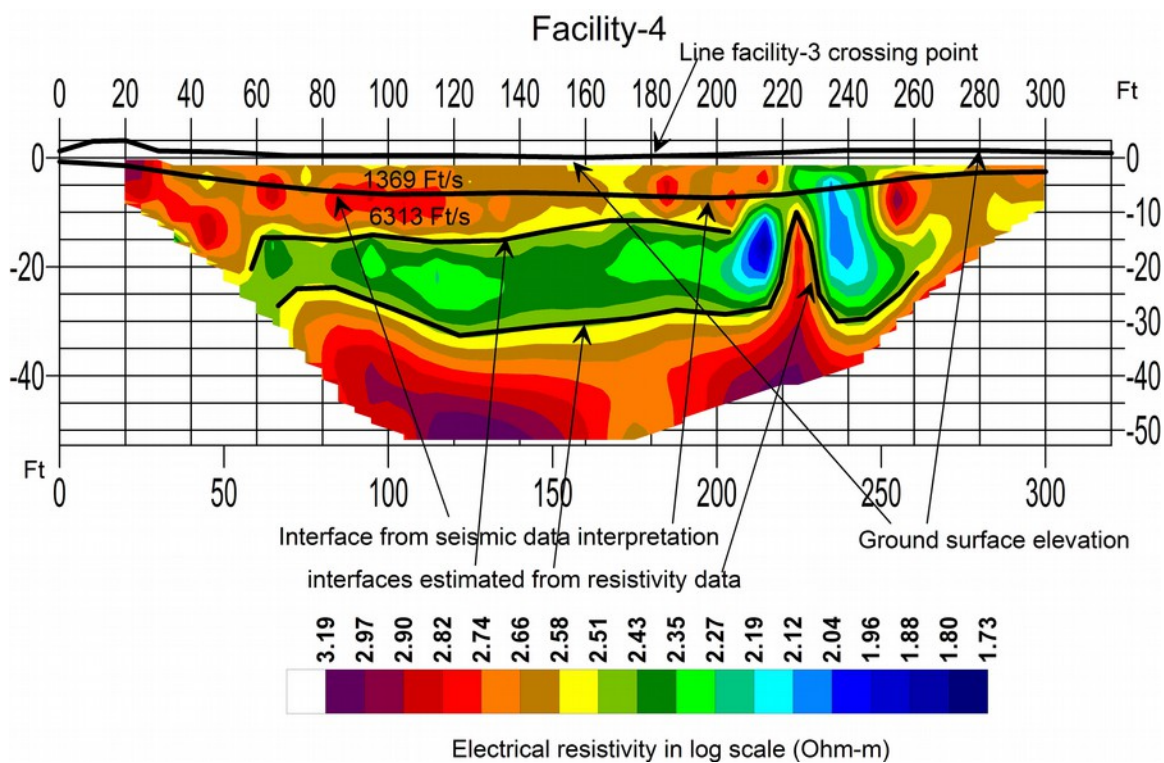 Facility-4
Line facility-3 crossing point
0 20 40 60 80 100 120 140 160 180 200 220 240 260 280 300 Ft
0 0
1369 Ft/s
6313 Ft/s
-10
-20 -20
-30
-40 -40
-50
Ft
0 50 100 150 200 250 300
Interface from seismic data interpretation
Ground surface elevation
interfaces estimated from resistivity data
3.19 2.97 2.90 2.82 2.74 2.66 2.58 2.51 2.43 2.35 2.27 2.19 2.12 2.04 1.96 1.88 1.80 1.73
Electrical resistivity in log scale (Ohm-m)